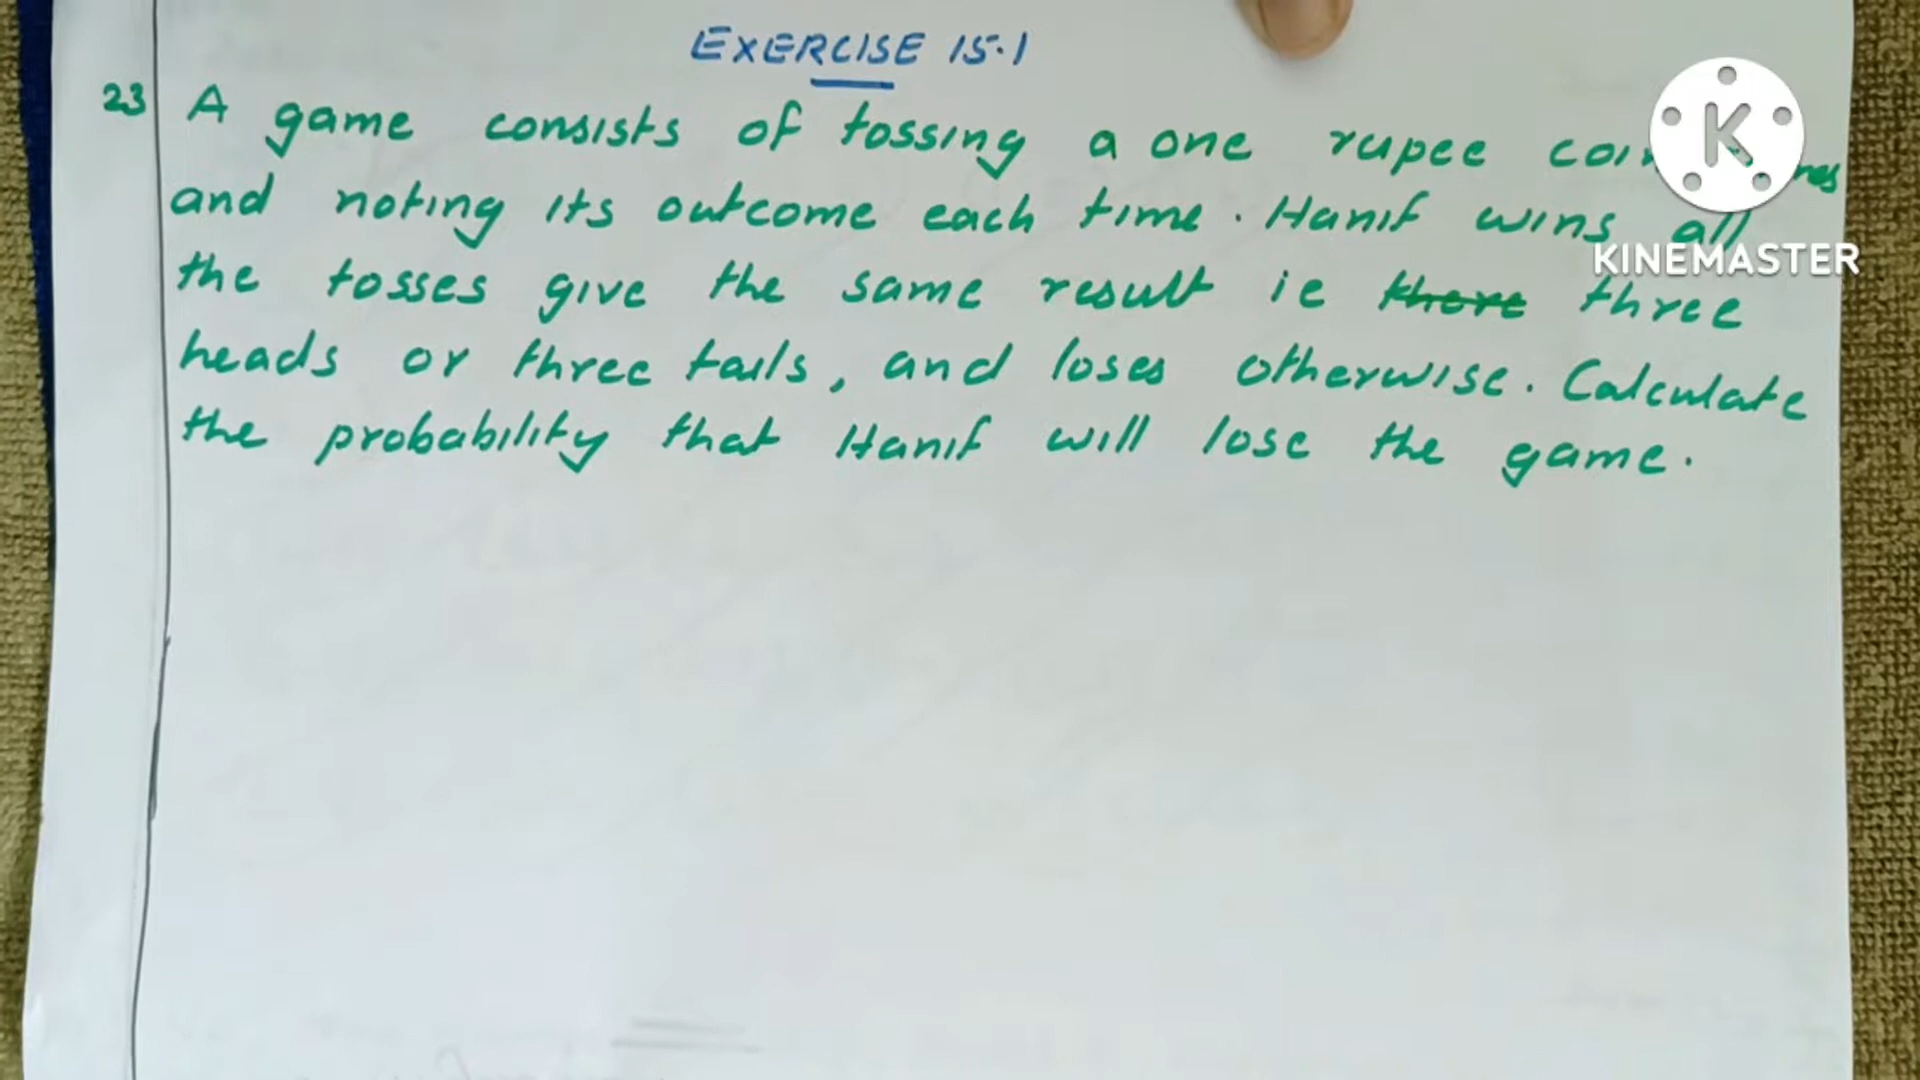 EXERCISE 15.1
23 A game consists of tossing a one rupee
and noting its outcome each time. Hanif wins all
the tosses give the same result ie there three
heads or three tails, and loses otherwise. Calculate
the probability that Hanif will lose the game.
K
KINEMASTER